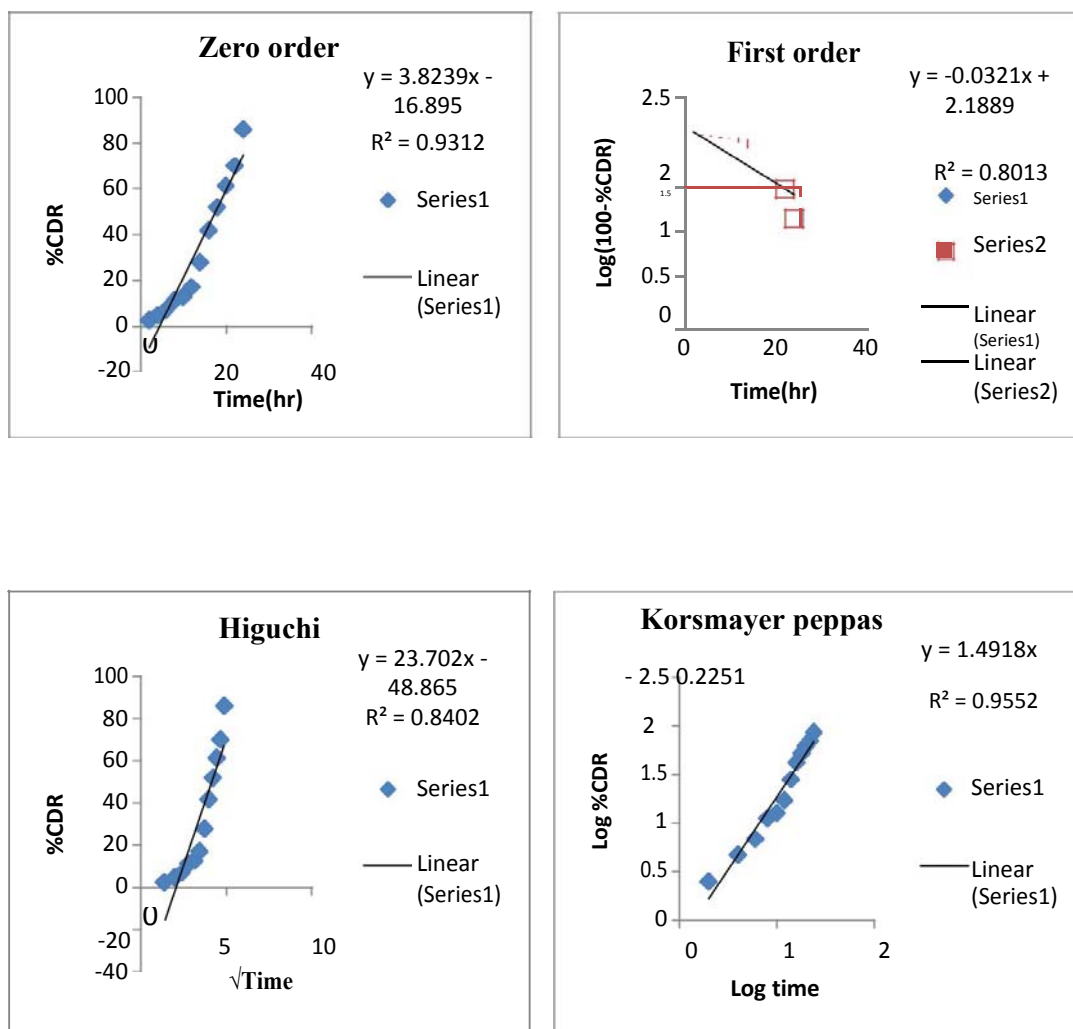 Zero order
y = 3.8239x -
16.895
R² = 0.9312
100
80
60
40
20
0
-20
%CDR
0
20
40
Time(hr)
Series1
Linear
(Series1)
First order
y = -0.0321x +
2.1889
R² = 0.8013
2.5
2
1.5
1
0.5
0
Log(100-%CDR)
0
20
40
Time(hr)
Series1
Series2
Linear
(Series1)
Linear
(Series2)
Higuchi
y = 23.702x -
48.865
R² = 0.8402
100
80
60
40
20
0
-20
-40
%CDR
0
5
10
√Time
Series1
Linear
(Series1)
Korsmayer peppas
y = 1.4918x
- 2.5 0.2251
R² = 0.9552
2
1.5
1
0.5
0
Log %CDR
0
1
2
Log time
Series1
Linear
(Series1)